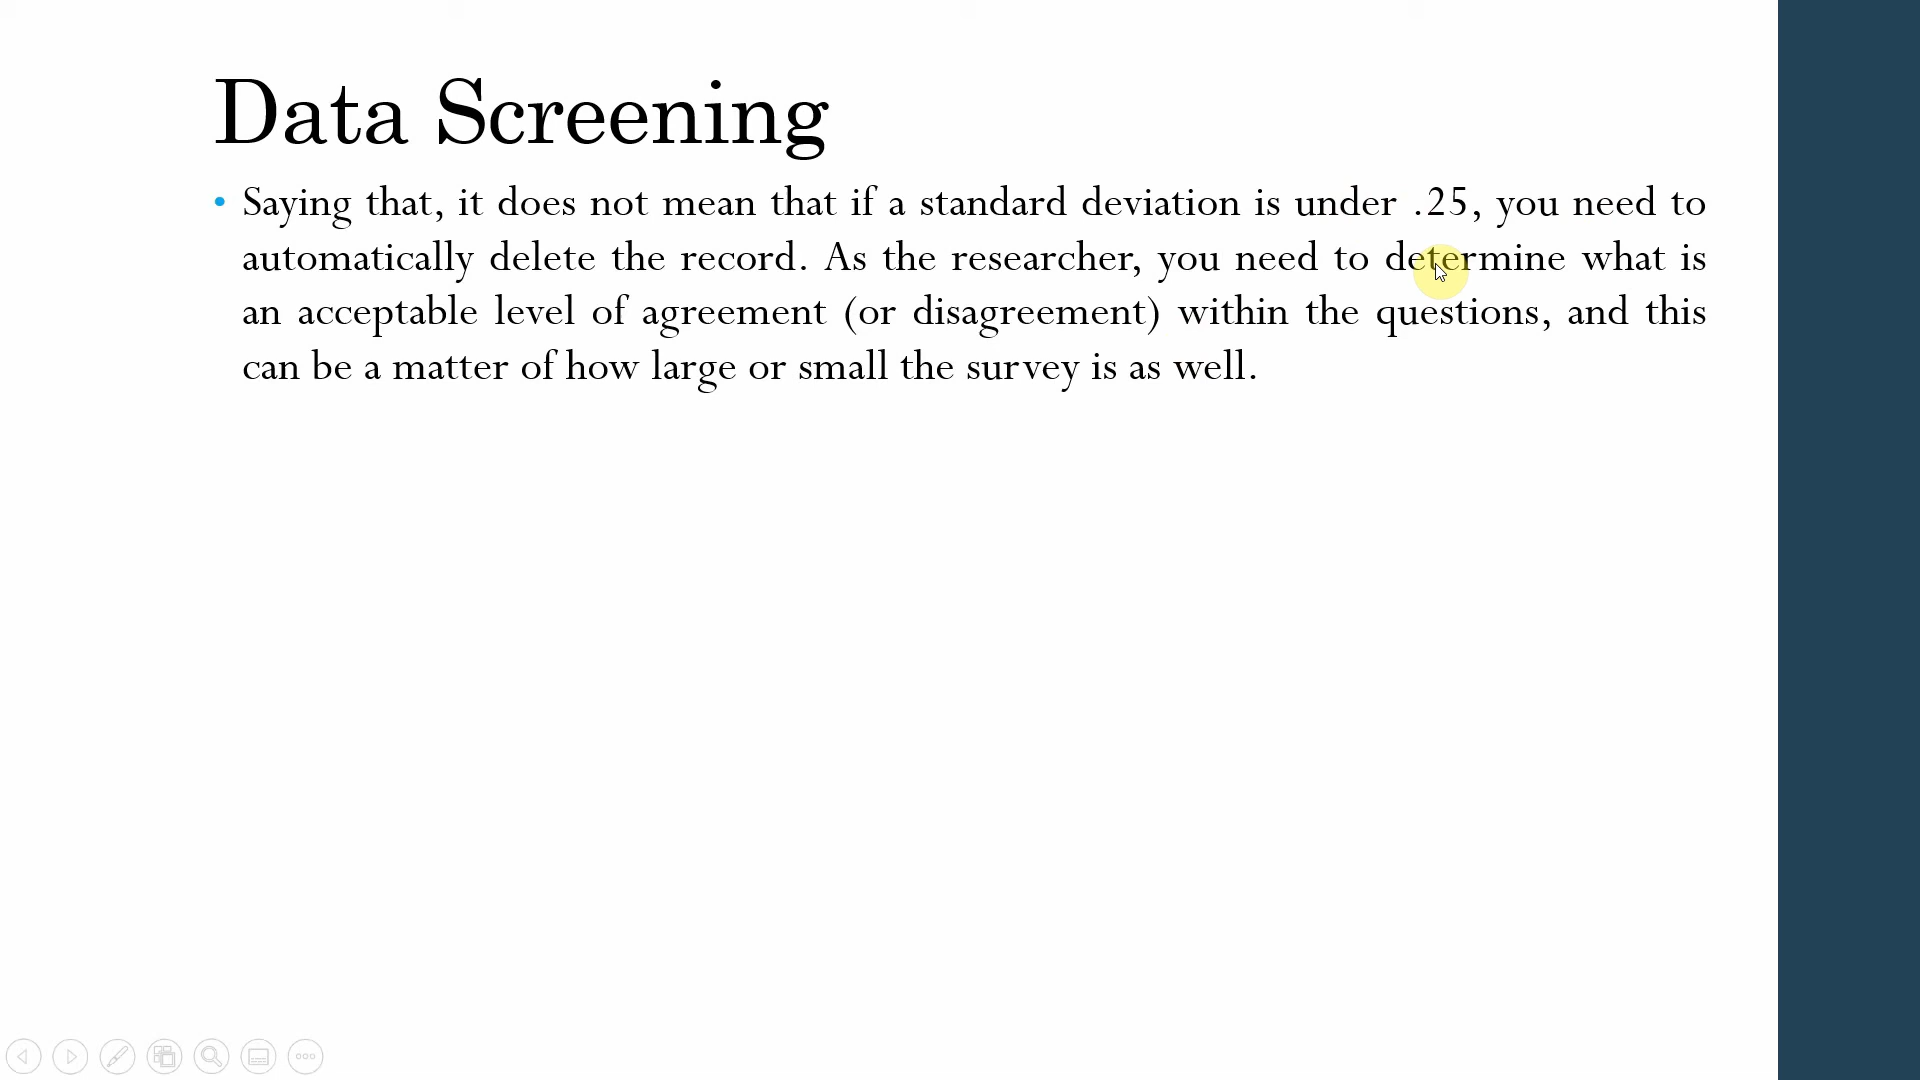 Data Screening
• Saying that, it does not mean that if a standard deviation is under .25, you need to
automatically delete the record. As the researcher, you need to determine what is
an acceptable level of agreement (or disagreement) within the questions, and this
can be a matter of how large or small the survey is as well.